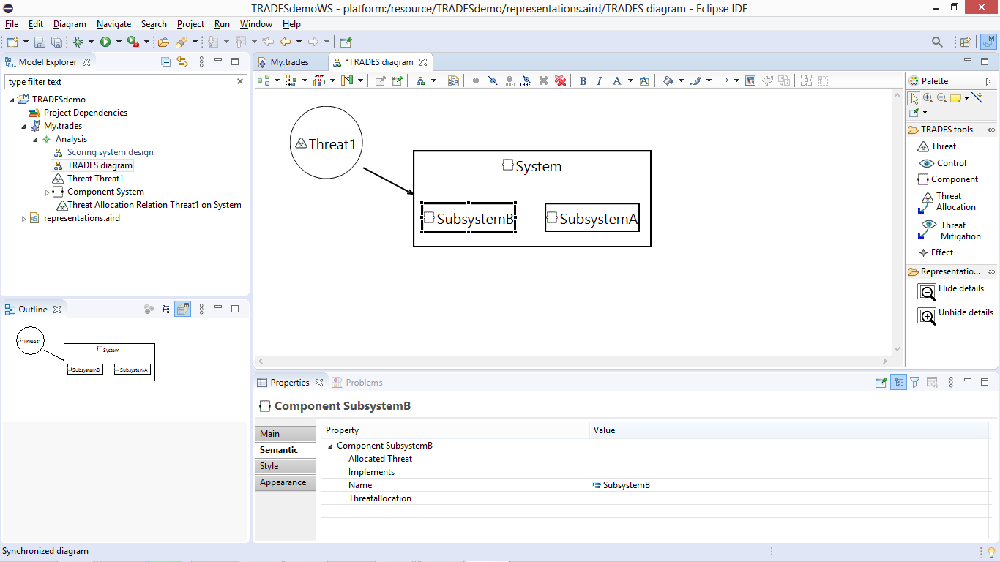 TRADESdemoWS - platform:/resource/TRADESdemo/representations.aird/TRADES diagram - Eclipse IDE
File Edit Diagram Navigate Search Project Run Window Help
Model Explorer
type filter text
TRADESdemo
Project Dependencies
My.trades
Analysis
Scoring system design
TRADES diagram
Threat Threat1
Component System
Threat Allocation Relation Threat1 on System
representations.aird
Outline
Threat1
System
SubsystemB SubsystemA
My.trades *TRADES diagram
LABEL LABEL B I A A
Threat1
System
SubsystemB SubsystemA
Palette
TRADES tools
Threat
Control
Component
Threat
Allocation
Threat
Mitigation
Effect
Representatio...
Hide details
Unhide details
Properties Problems
Component SubsystemB
Main
Semantic
Style
Appearance
Property Value
Component SubsystemB
Allocated Threat
Implements
Name SubsystemB
Threatallocation
Synchronized diagram